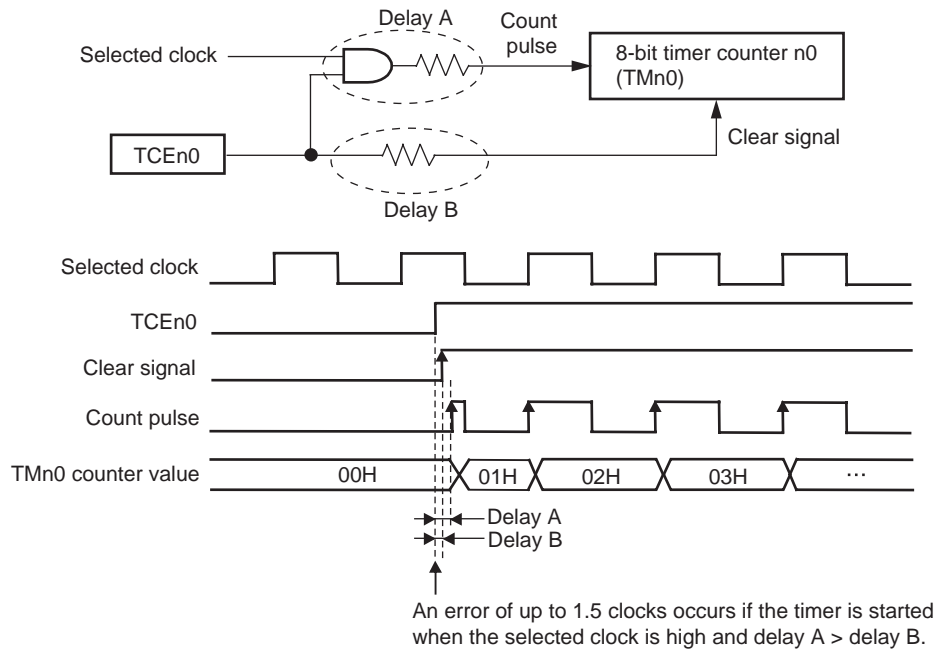 Delay A
Count
pulse
Selected clock
8-bit timer counter n0
(TMn0)
Clear signal
TCEn0
Delay B
Selected clock
TCEn0
Clear signal
Count pulse
TMn0 counter value
00H 01H 02H 03H ...
Delay A
Delay B
An error of up to 1.5 clocks occurs if the timer is started
when the selected clock is high and delay A > delay B.